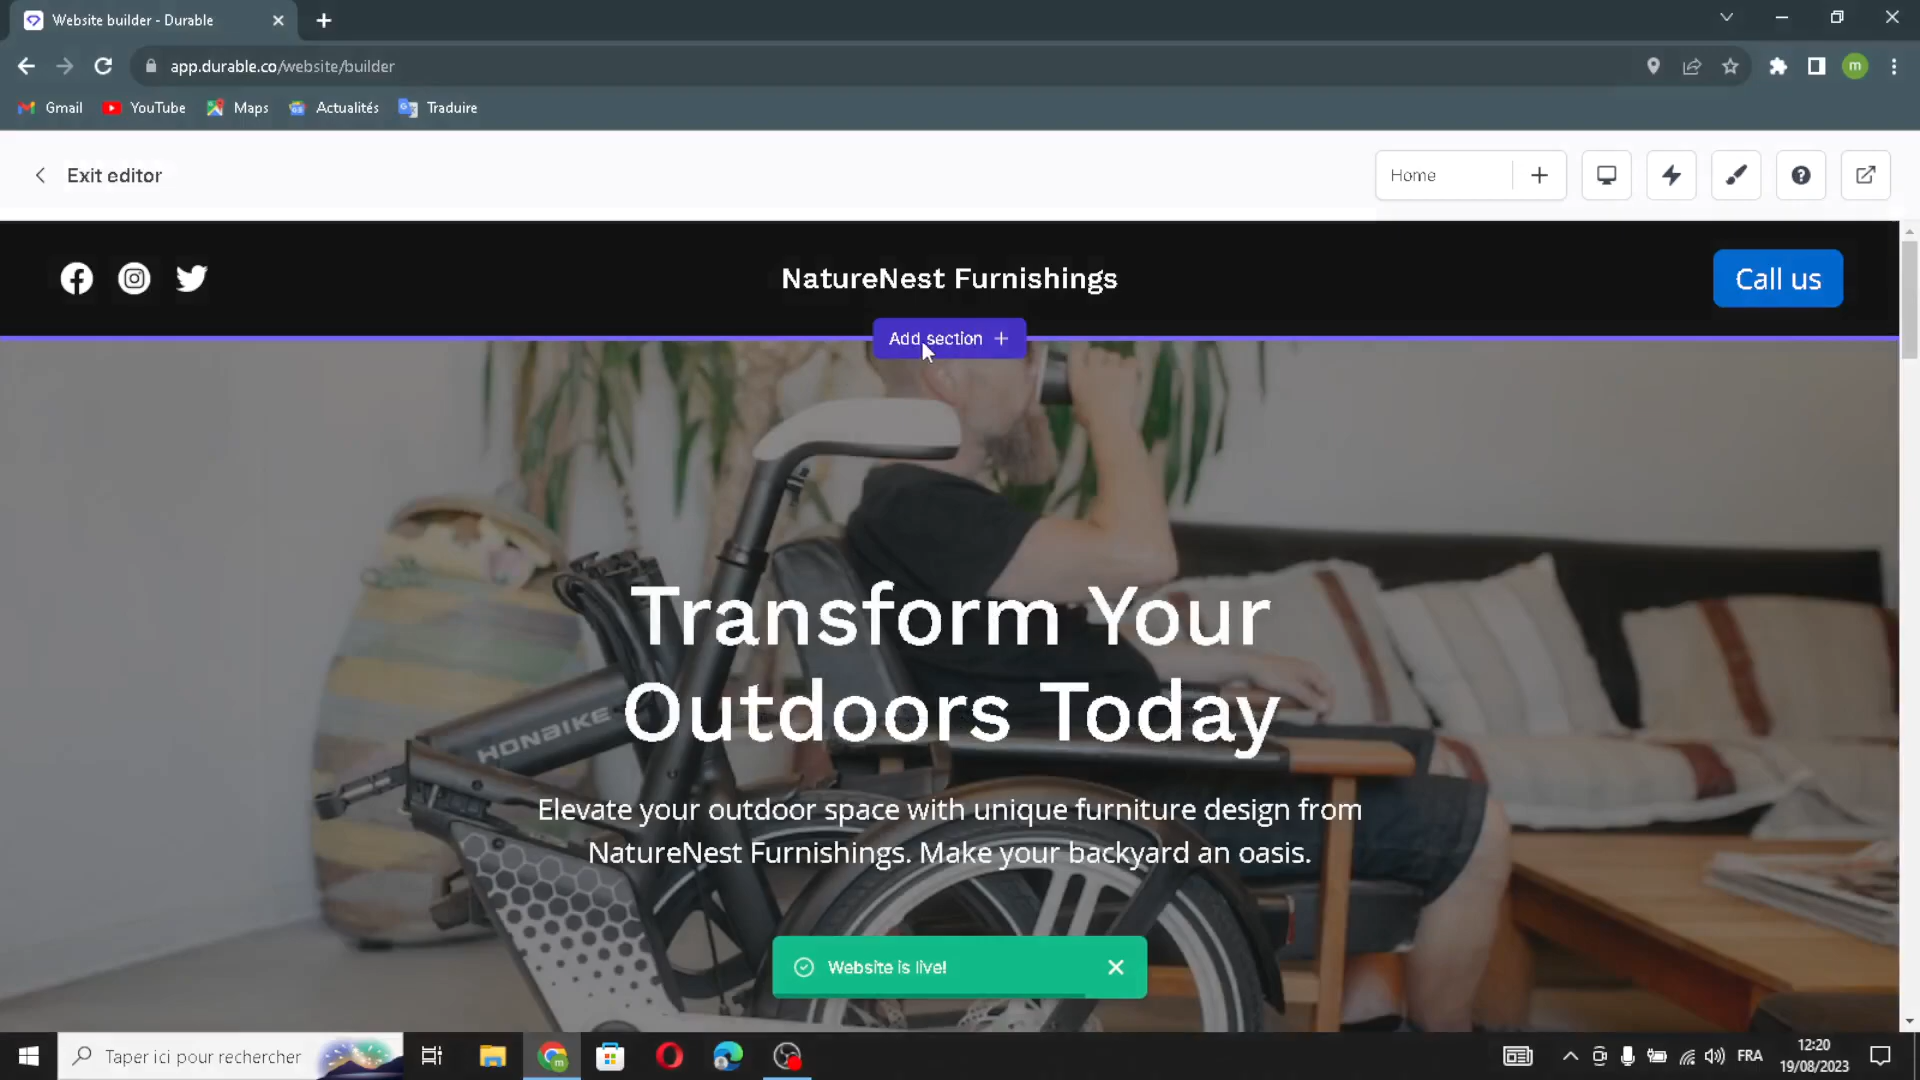 Website builder - Durable
app.durable.co/website/builder
m
Gmail
YouTube
Maps
Actualités
Traduire
Exit editor
Home
NatureNest Furnishings
Call us
Add section
HONBIKE
Transform Your
Outdoors Today
Elevate your outdoor space with unique furniture design from
NatureNest Furnishings. Make your backyard an oasis.
Website is live!
Taper ici pour rechercher
m
FRA
12:20
19/08/2023